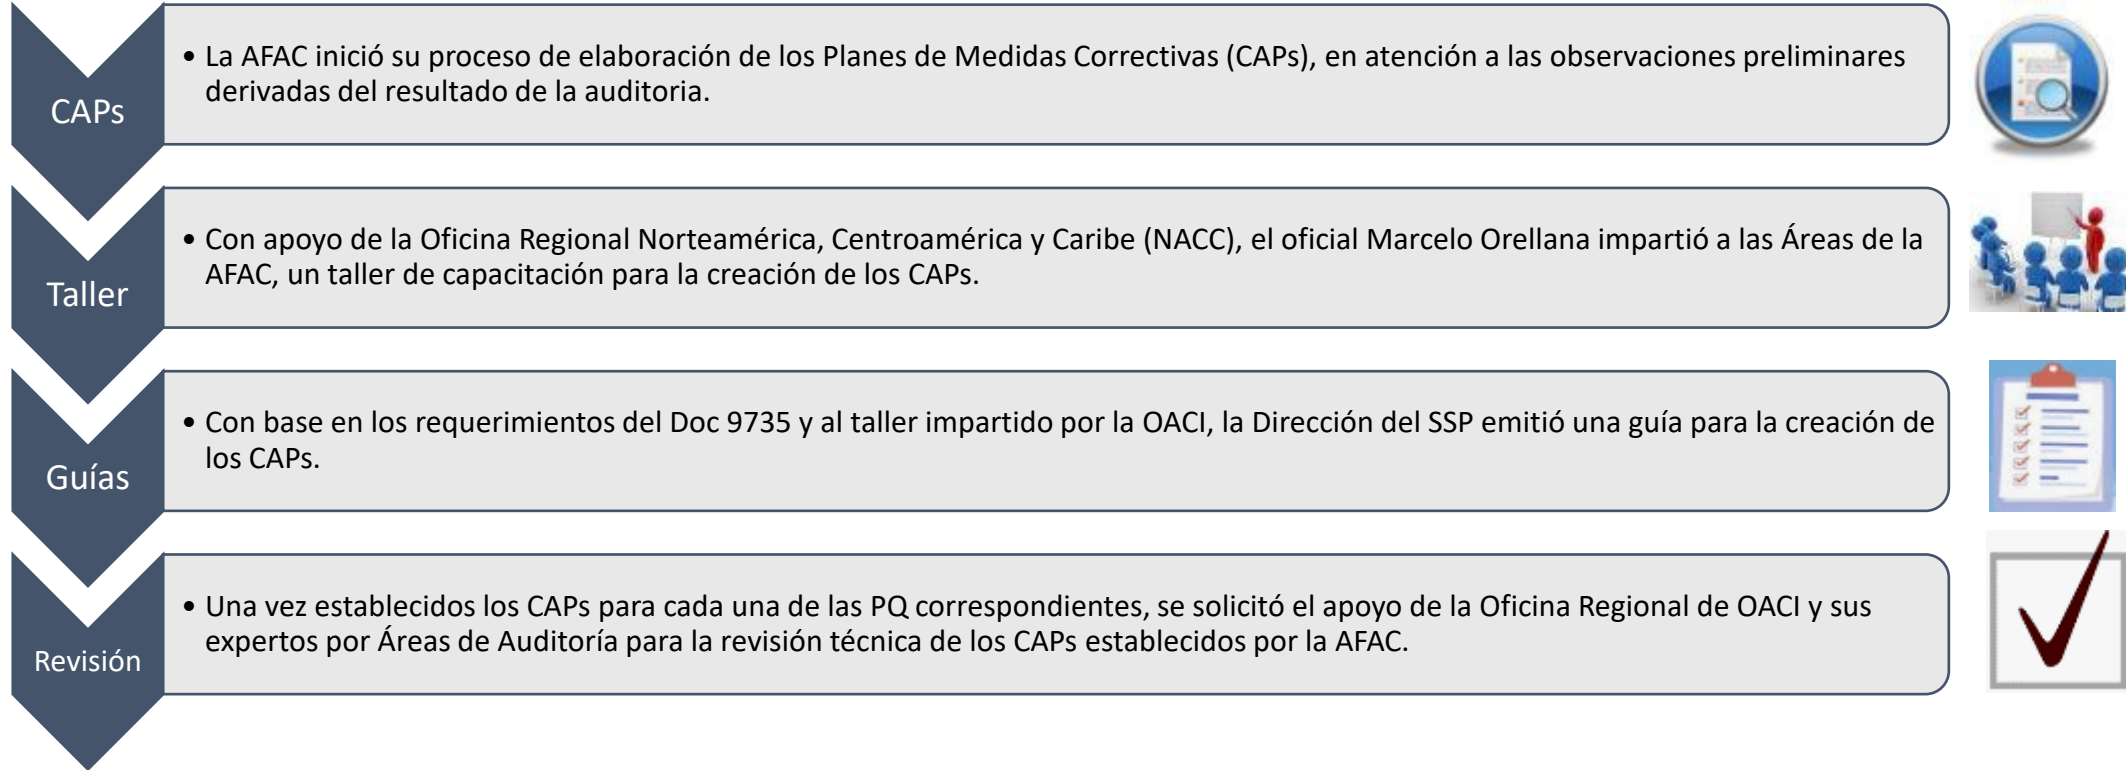 CAPs
• La AFAC inició su proceso de elaboración de los Planes de Medidas Correctivas (CAPs), en atención a las observaciones preliminares
derivadas del resultado de la auditoria.
Taller
• Con apoyo de la Oficina Regional Norteamérica, Centroamérica y Caribe (NACC), el oficial Marcelo Orellana impartió a las Áreas de la
AFAC, un taller de capacitación para la creación de los CAPs.
Guías
• Con base en los requerimientos del Doc 9735 y al taller impartido por la OACI, la Dirección del SSP emitió una guía para la creación de
los CAPs.
Revisión
• Una vez establecidos los CAPs para cada una de las PQ correspondientes, se solicitó el apoyo de la Oficina Regional de OACI y sus
expertos por Áreas de Auditoría para la revisión técnica de los CAPs establecidos por la AFAC.